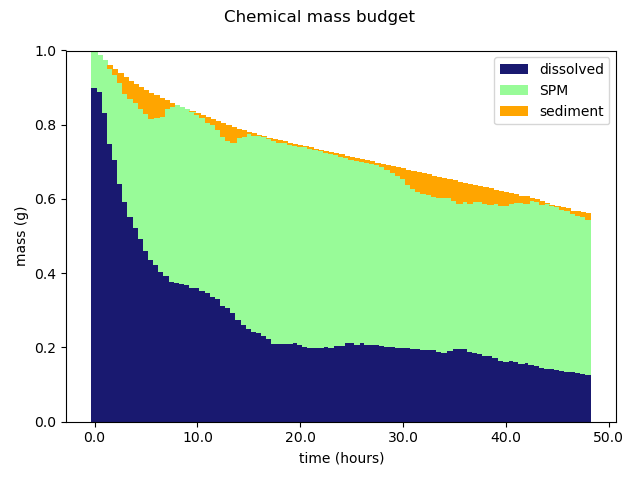 Chemical mass budget
dissolved
SPM
sediment
1.0
0.8
0.6
0.4
0.2
0.0
mass (g)
0.0 10.0 20.0 30.0 40.0 50.0
time (hours)